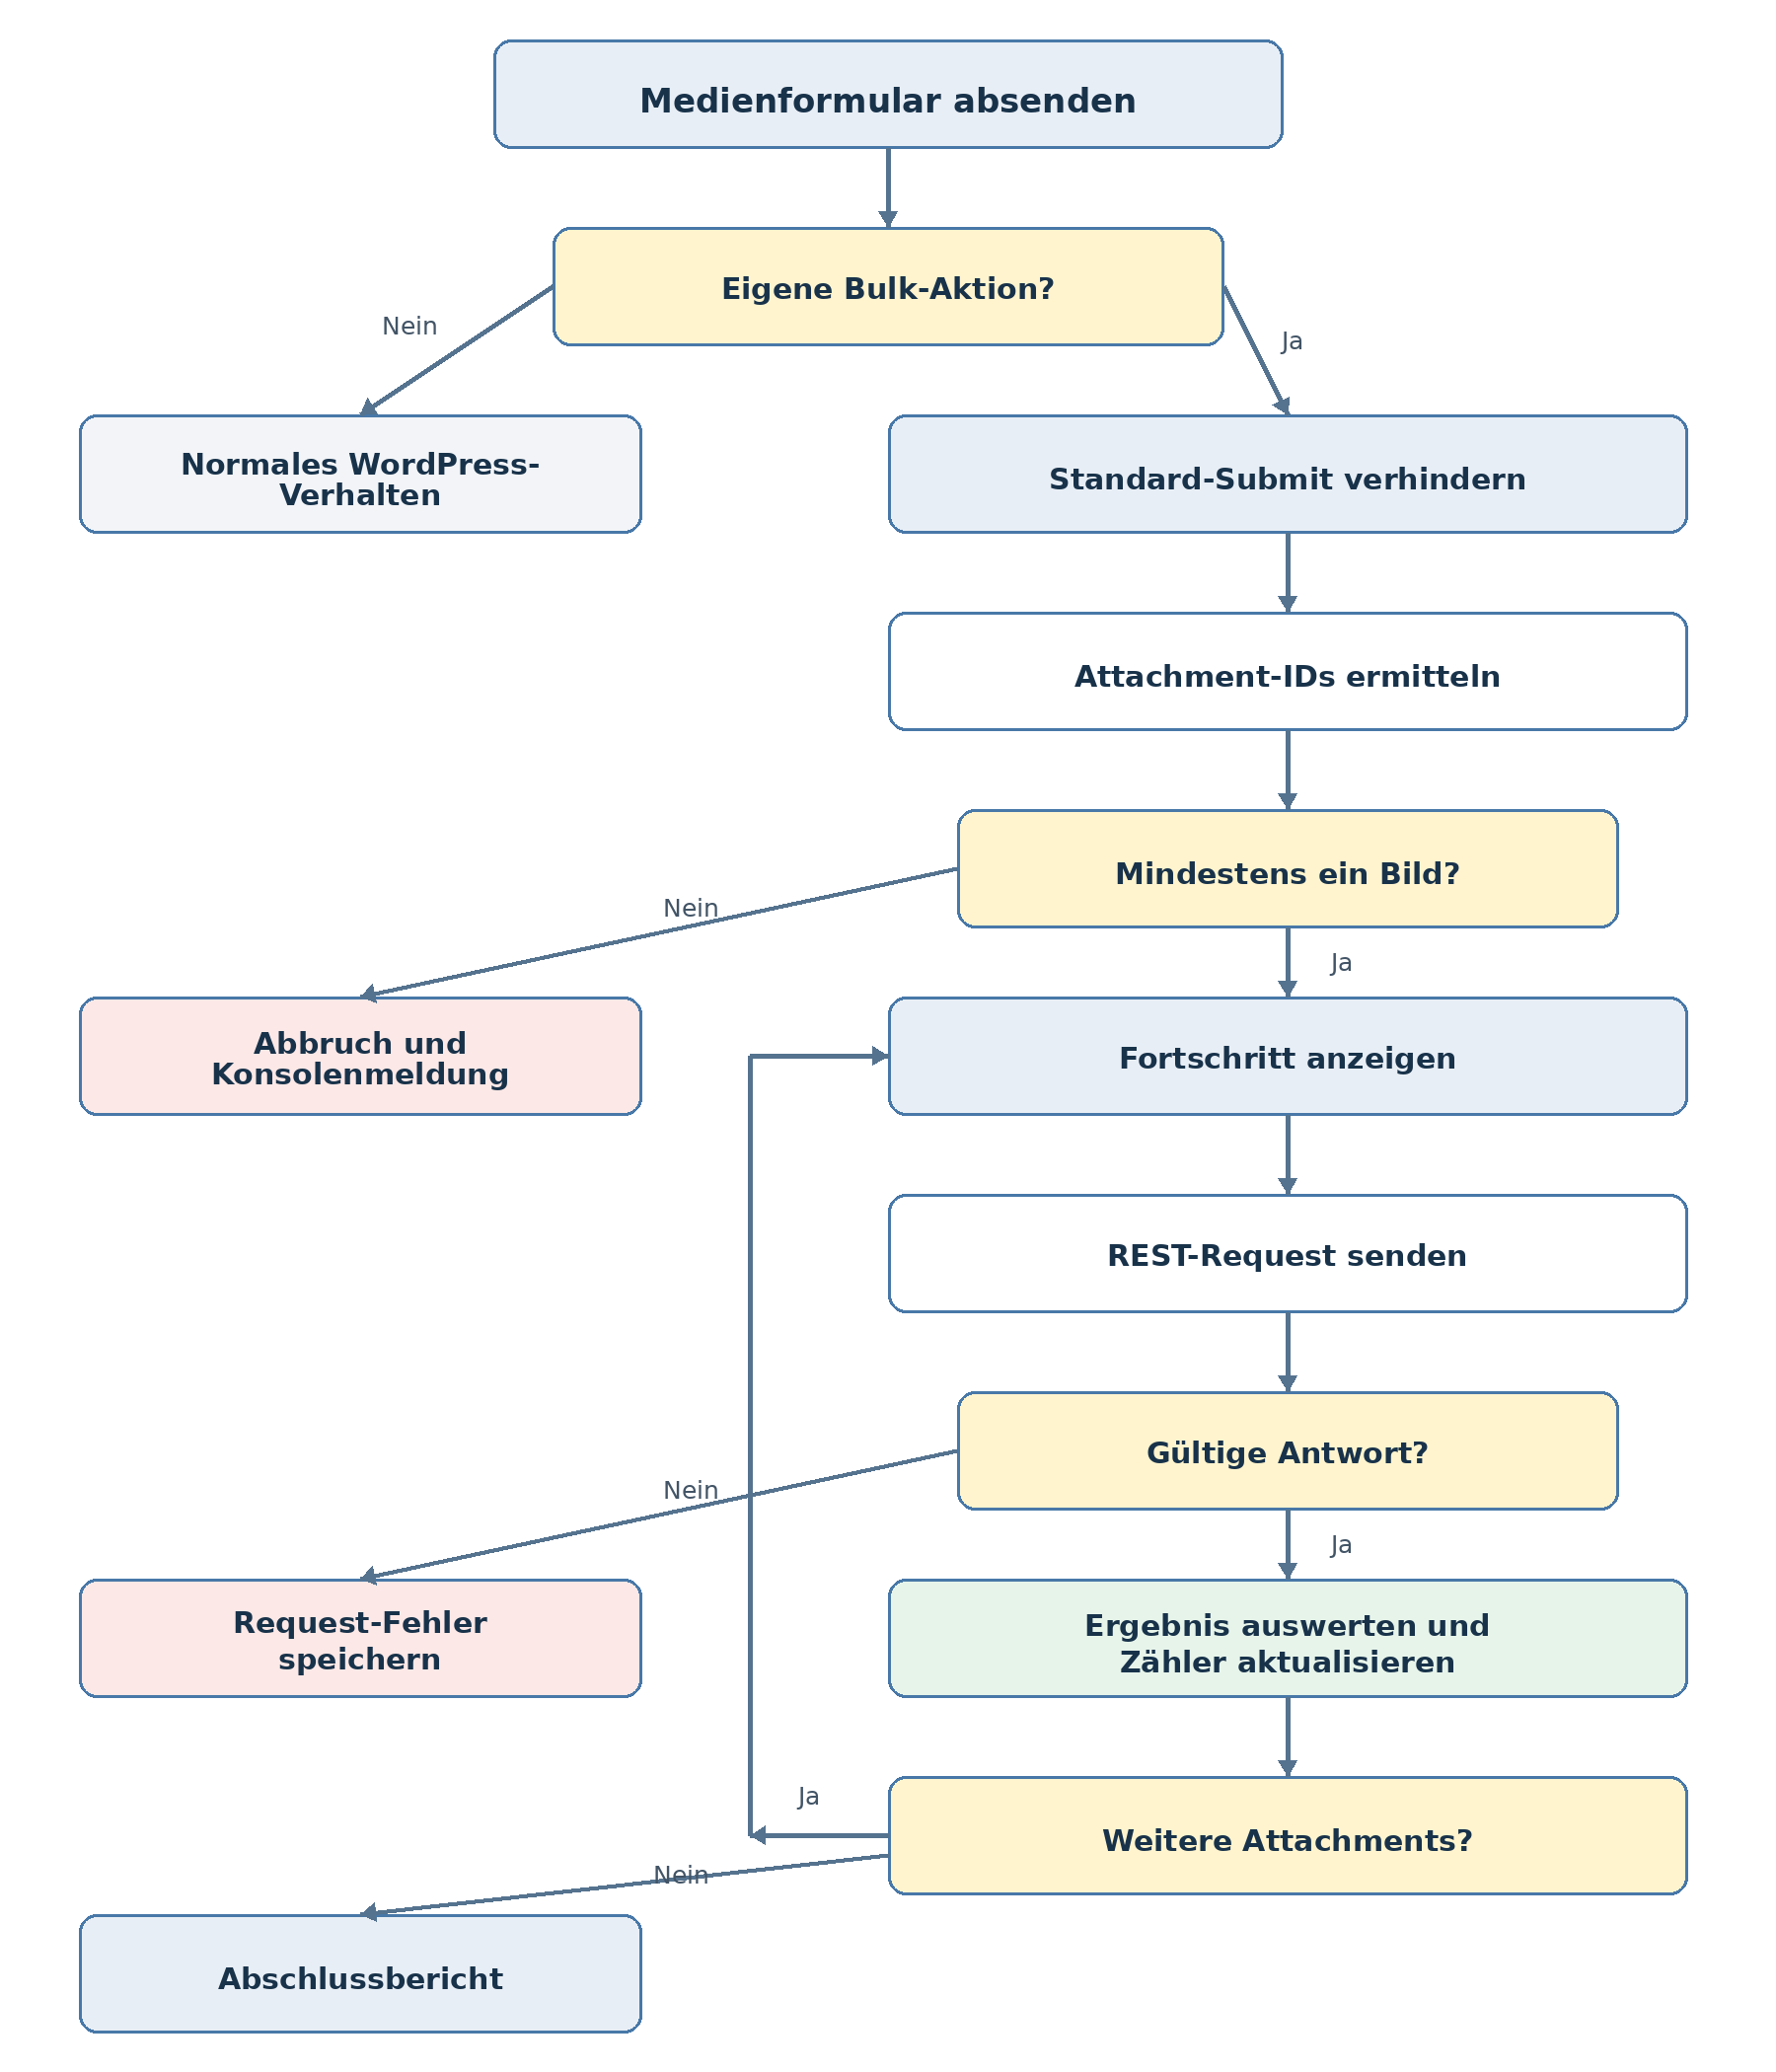 Medienformular absenden
Eigene Bulk-Aktion?
Nein
Ja
Normales WordPress-
Verhalten
Standard-Submit verhindern
Attachment-IDs ermitteln
Mindestens ein Bild?
Nein
Ja
Abbruch und
Konsolenmeldung
Fortschritt anzeigen
REST-Request senden
Gültige Antwort?
Nein
Ja
Request-Fehler
speichern
Ergebnis auswerten und
Zähler aktualisieren
Ja
Weitere Attachments?
Nein
Abschlussbericht